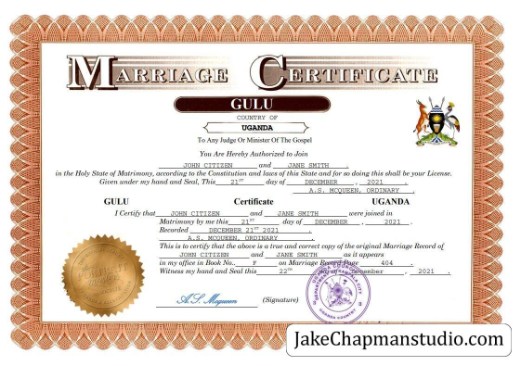 MARRIAGE CERTIFICATE
GULU
COUNTRY OF
UGANDA
To Any Judge Or Minister Of The Gospel
You Are Hereby Authorized to Join
JOHN CITIZEN and JANE SMITH
in the Holy State of Matrimony, according to the Constitution and laws of this State and for so doing this shall be your License.
Given under my hand and Seal, This 21ST day of DECEMBER , 2021
A.S. MCQUEEN, ORDINARY
GULU Certificate UGANDA
I Certify that JOHN CITIZEN and JANE SMITH were joined in
Matrimony by me this 21ST day of DECEMBER , 2021 .
Recorded DECEMBER 21ST 2021
A.S. MCQUEEN, ORDINARY
This is to certify that the above is a true and correct copy of the original Marriage Record of
JOHN CITIZEN and JANE SMITH as it appears
in my office in Book.. F on Marriage Record Page 404 .
Witness my hand and Seal this 22ND of December , 2021 .
A.S. Mcqueen (Signature)
JakeChapmanstudio.com